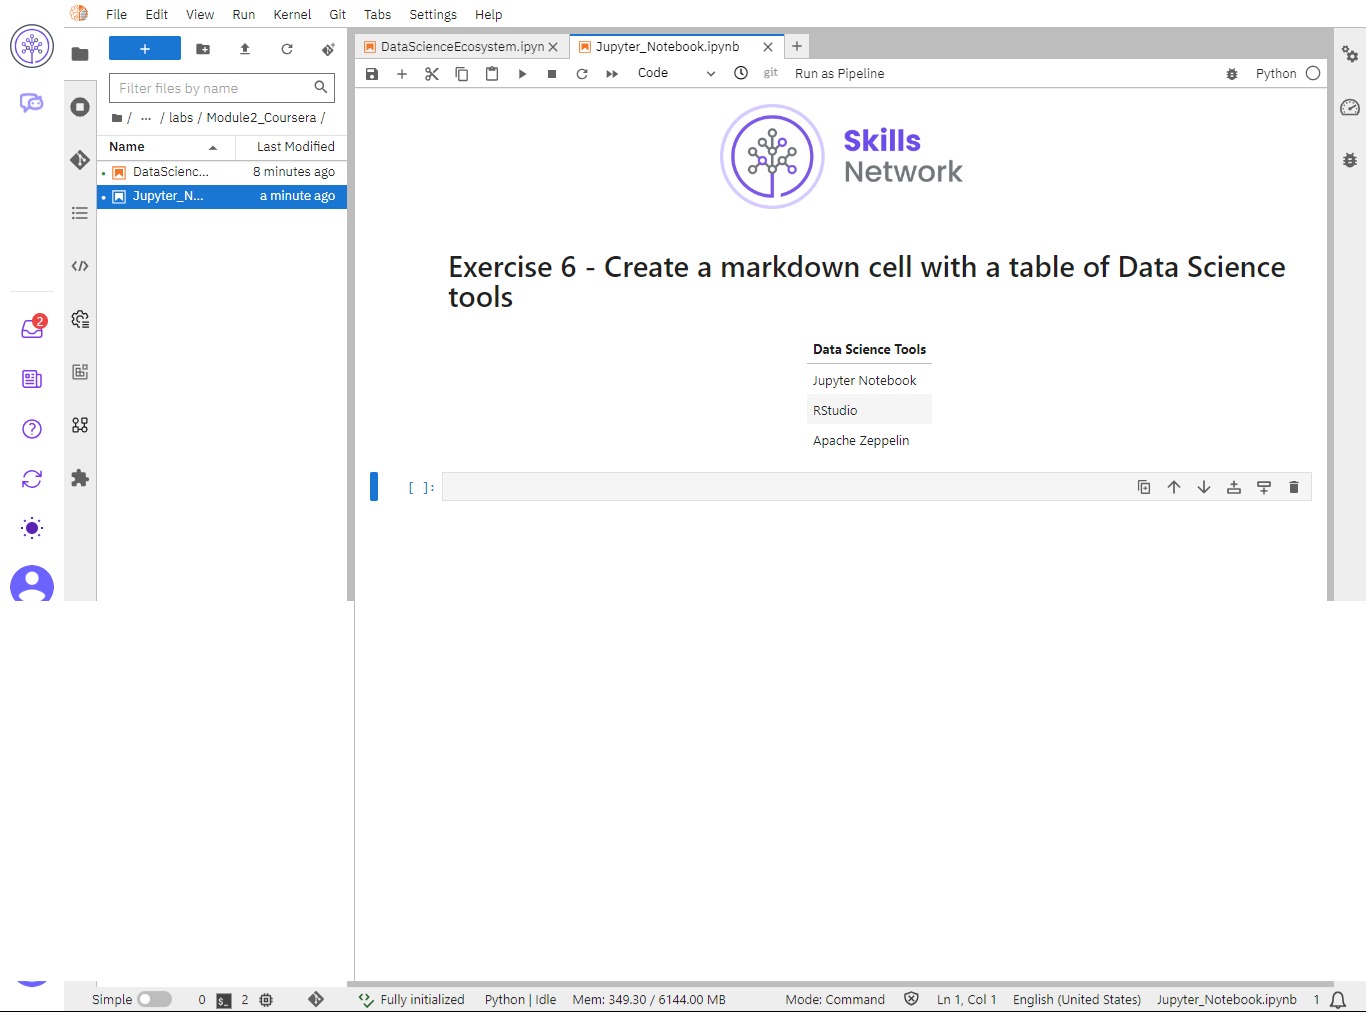 File Edit View Run Kernel Git Tabs Settings Help
DataScienceEcosystem.ipyn
Jupyter_Notebook.ipynb
Code
git
Run as Pipeline
Python
Filter files by name
/ ... / labs / Module2_Coursera /
Name Last Modified
DataScienc... 8 minutes ago
Jupyter_N... a minute ago
2
Skills
Network
Exercise 6 - Create a markdown cell with a table of Data Science
tools
Data Science Tools
Jupyter Notebook
RStudio
Apache Zeppelin
[ ]:
Simple 0 $_ 2 Fully initialized Python | Idle Mem: 349.30 / 6144.00 MB Mode: Command Ln 1, Col 1 English (United States) Jupyter_Notebook.ipynb 1